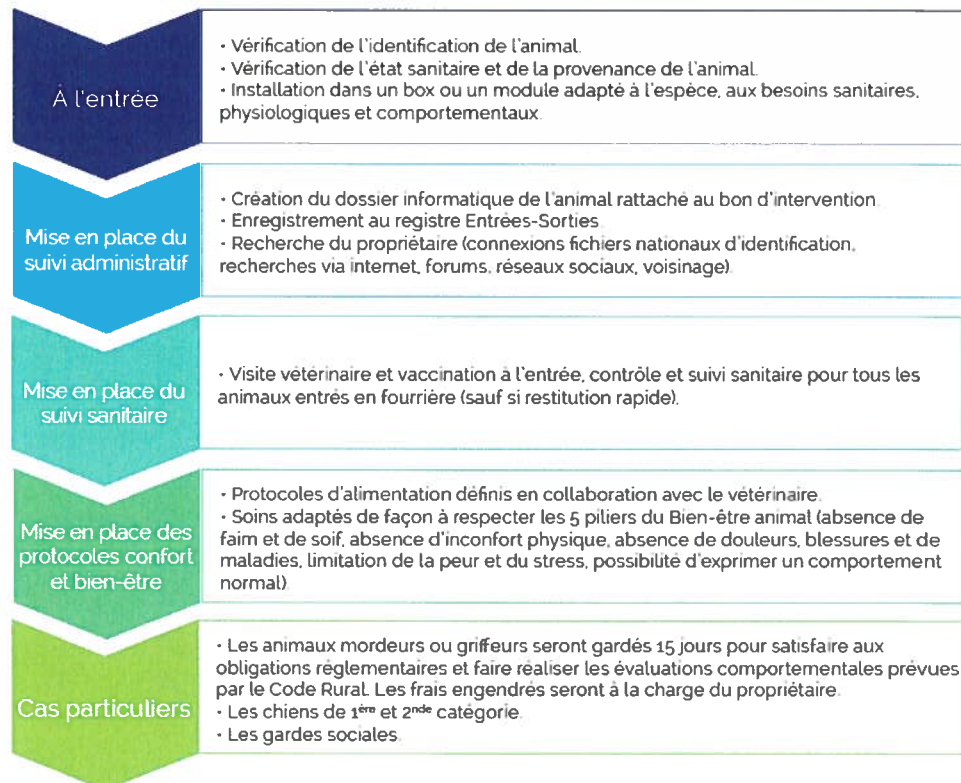 À l'entrée
• Vérification de l'identification de l'animal.
• Vérification de l'état sanitaire et de la provenance de l'animal.
• Installation dans un box ou un module adapté à l'espèce, aux besoins sanitaires,
physiologiques et comportementaux.
Mise en place du
suivi administratif
• Création du dossier informatique de l'animal rattaché au bon d'intervention.
• Enregistrement au registre Entrées-Sorties.
• Recherche du propriétaire (connexions fichiers nationaux d'identification,
recherches via internet, forums, réseaux sociaux, voisinage).
Mise en place du
suivi sanitaire
• Visite vétérinaire et vaccination à l'entrée, contrôle et suivi sanitaire pour tous les
animaux entrés en fourrière (sauf si restitution rapide).
Mise en place des
protocoles confort
et bien-être
• Protocoles d'alimentation définis en collaboration avec le vétérinaire.
• Soins adaptés de façon à respecter les 5 piliers du Bien-être animal (absence de
faim et de soif, absence d'inconfort physique, absence de douleurs, blessures et de
maladies, limitation de la peur et du stress, possibilité d'exprimer un comportement
normal).
Cas particuliers
• Les animaux mordeurs ou griffeurs seront gardés 15 jours pour satisfaire aux
obligations réglementaires et faire réaliser les évaluations comportementales prévues
par le Code Rural. Les frais engendrés seront à la charge du propriétaire.
• Les chiens de 1ère et 2nde catégorie.
• Les gardes sociales.